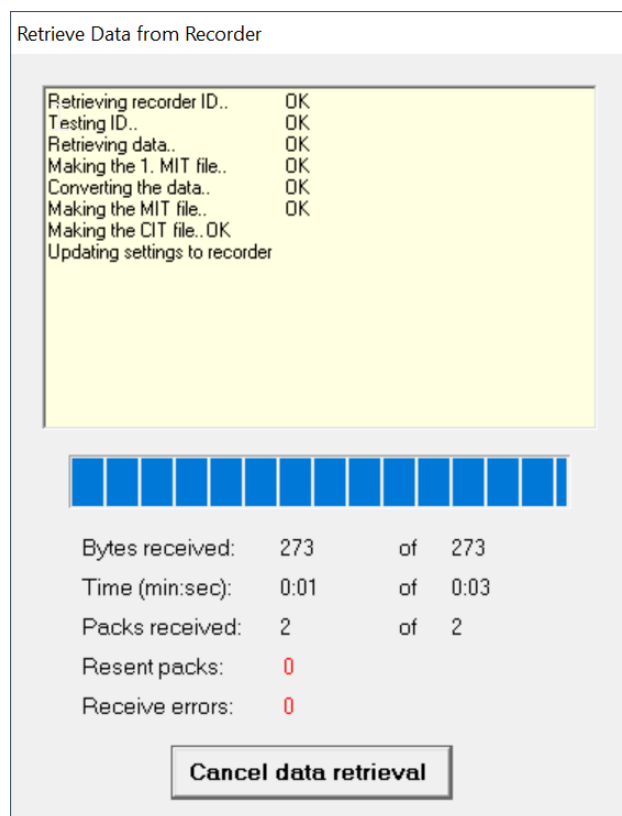 Retrieve Data from Recorder
Retrieving recorder ID.. OK
Testing ID.. OK
Retrieving data.. OK
Making the 1. MIT file.. OK
Converting the data.. OK
Making the MIT file.. OK
Making the CIT file..OK
Updating settings to recorder
Bytes received: 273 of 273
Time (min:sec): 0:01 of 0:03
Packs received: 2 of 2
Resent packs: 0
Receive errors: 0
Cancel data retrieval